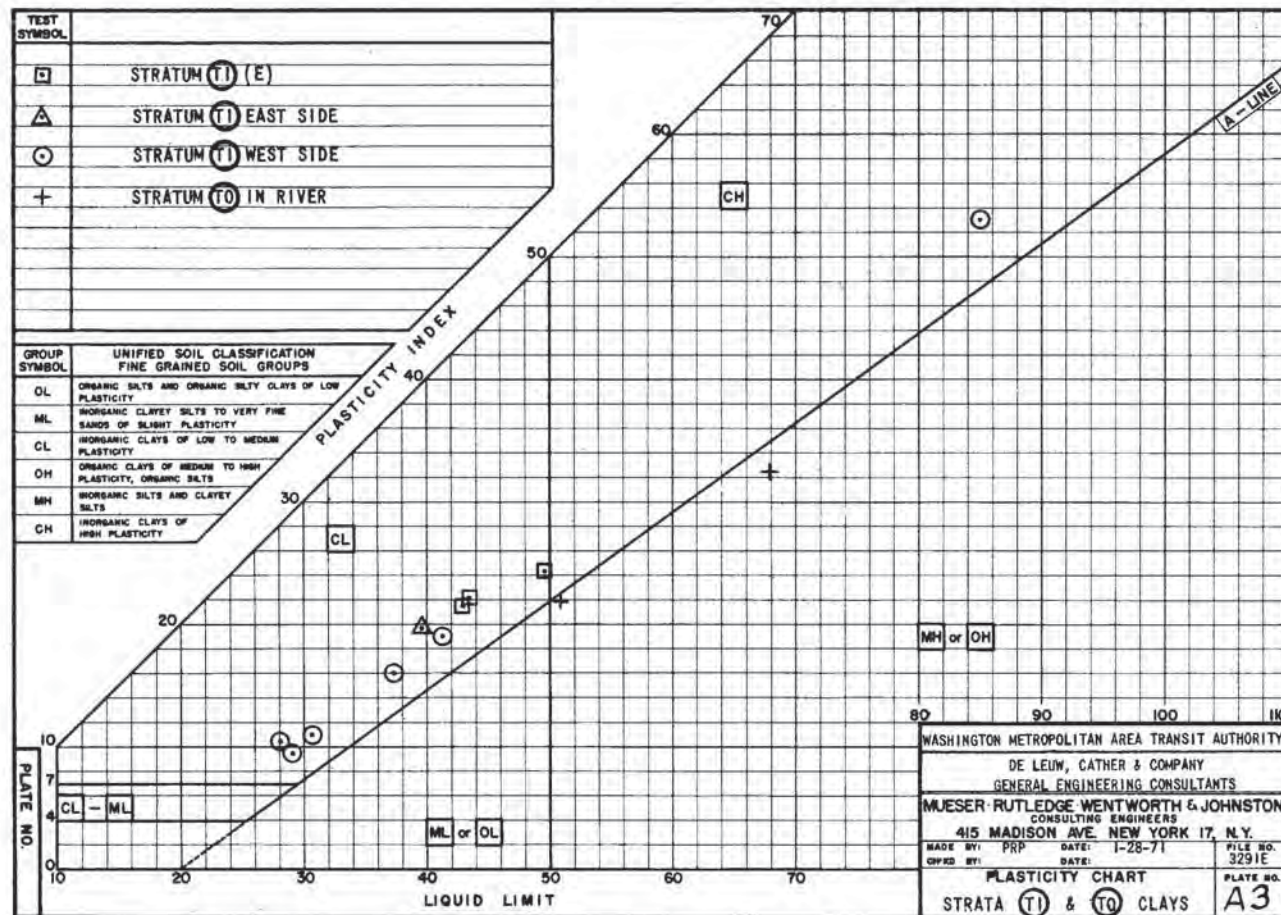 TEST
SYMBOL
STRATUM T1 (E)
STRATUM T1 EAST SIDE
STRATUM T1 WEST SIDE
STRATUM TO IN RIVER
GROUP
SYMBOL
UNIFIED SOIL CLASSIFICATION
FINE GRAINED SOIL GROUPS
OL
ORGANIC SILTS AND ORGANIC SILTY CLAYS OF LOW
PLASTICITY
ML
INORGANIC CLAYEY SILTS TO VERY FINE
SANDS OF SLIGHT PLASTICITY
CL
INORGANIC CLAYS OF LOW TO MEDIUM
PLASTICITY
OH
ORGANIC CLAYS OF MEDIUM TO HIGH
PLASTICITY, ORGANIC SILTS
MH
INORGANIC SILTS AND CLAYEY
SILTS
CH
INORGANIC CLAYS OF
HIGH PLASTICITY
PLASTICITY INDEX
70
60
50
40
30
20
10
7
4
0
A-LINE
CH
CL
MH or OH
CL - ML
ML or OL
PLATE NO.
10
20
30
40
50
60
70
80
90
100
LIQUID LIMIT
WASHINGTON METROPOLITAN AREA TRANSIT AUTHORITY
DE LEUW, CATHER & COMPANY
GENERAL ENGINEERING CONSULTANTS
MUESER·RUTLEDGE·WENTWORTH & JOHNSTON
CONSULTING ENGINEERS
415 MADISON AVE. NEW YORK 17, N.Y.
MADE BY: PRP DATE: 1-28-71
CHPKD BY: DATE:
FILE NO.
3291E
PLASTICITY CHART
STRATA T1 & TO CLAYS
PLATE NO.
A3